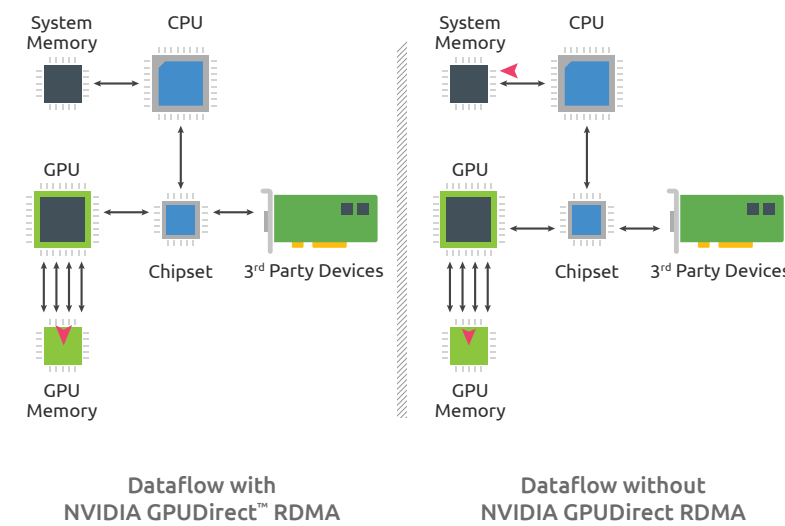 System
Memory
CPU
GPU
Chipset
3rd Party Devices
GPU
Memory
Dataflow with
NVIDIA GPUDirect™ RDMA
System
Memory
CPU
GPU
Chipset
3rd Party Devices
GPU
Memory
Dataflow without
NVIDIA GPUDirect RDMA